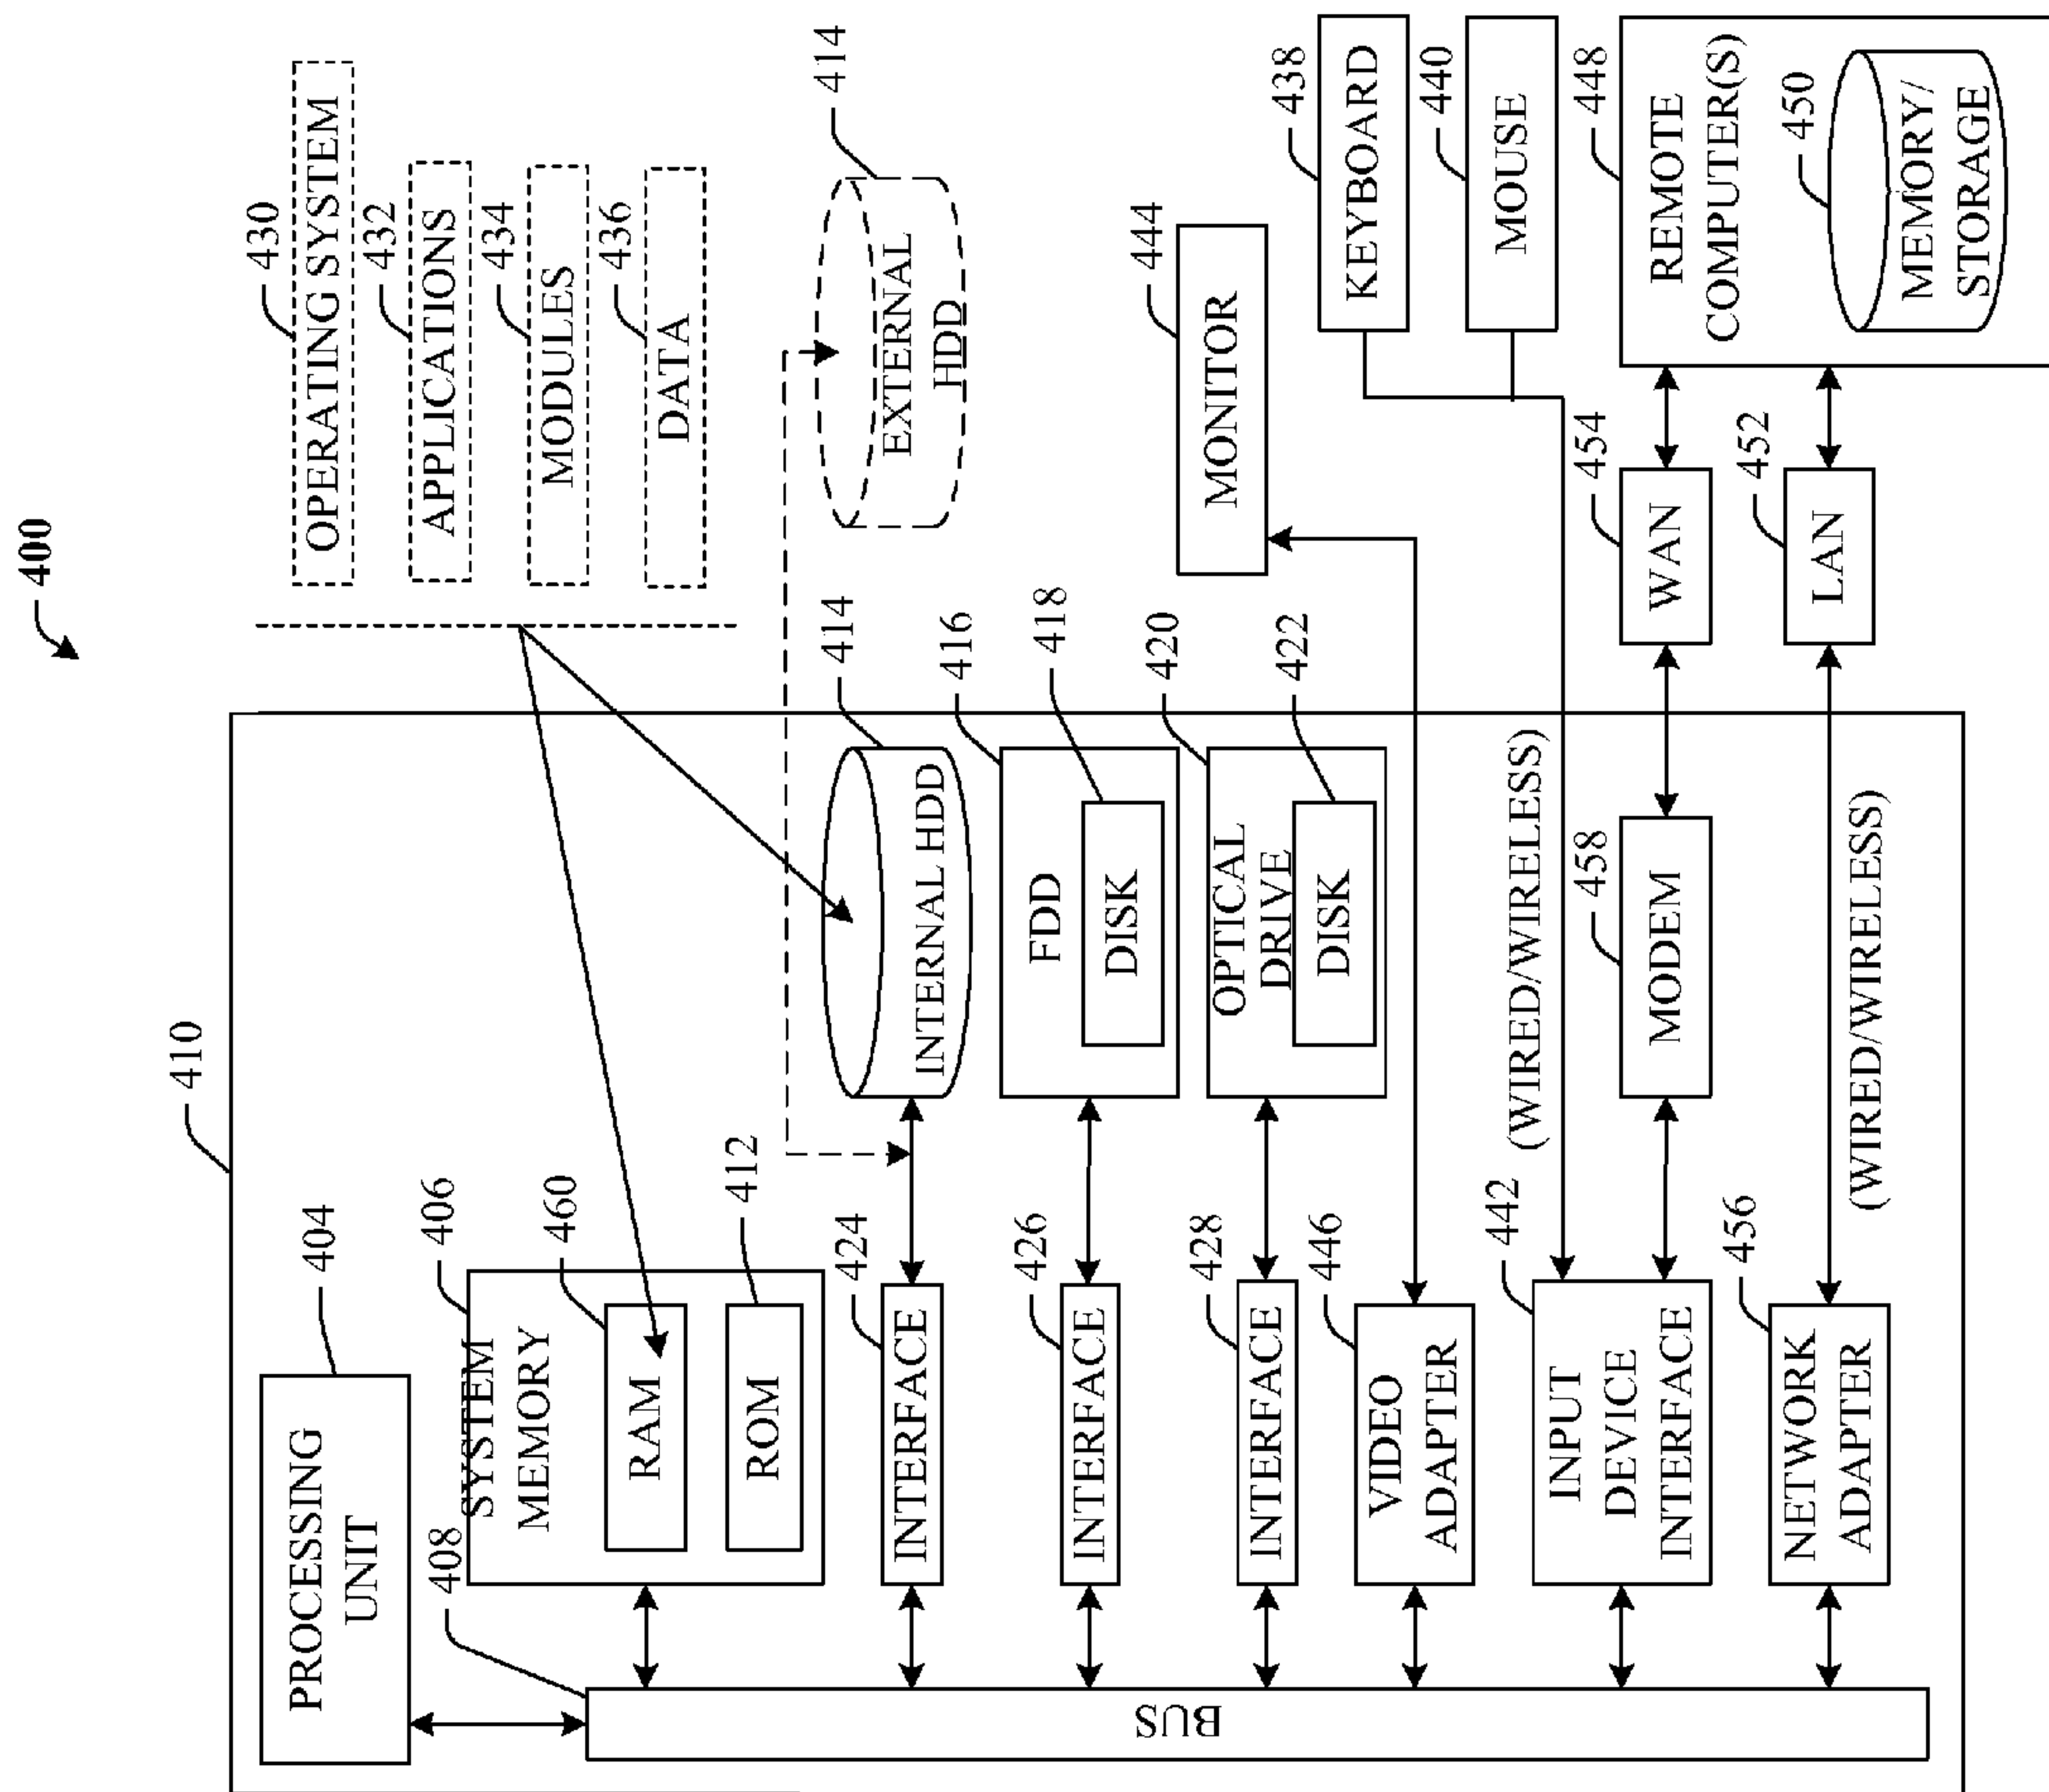 400
410
404
PROCESSING
UNIT
408
BUS
406
SYSTEM
MEMORY
460
RAM
412
ROM
430
OPERATING SYSTEM
432
APPLICATIONS
434
MODULES
436
DATA
424
INTERFACE
414
INTERNAL HDD
414
EXTERNAL
HDD
426
INTERFACE
416
FDD
418
DISK
428
INTERFACE
420
OPTICAL
DRIVE
422
DISK
446
VIDEO
ADAPTER
444
MONITOR
438
KEYBOARD
440
MOUSE
442
INPUT
DEVICE
INTERFACE
(WIRED/WIRELESS)
458
MODEM
454
WAN
448
REMOTE
COMPUTER(S)
450
MEMORY/
STORAGE
456
NETWORK
ADAPTER
(WIRED/WIRELESS)
452
LAN